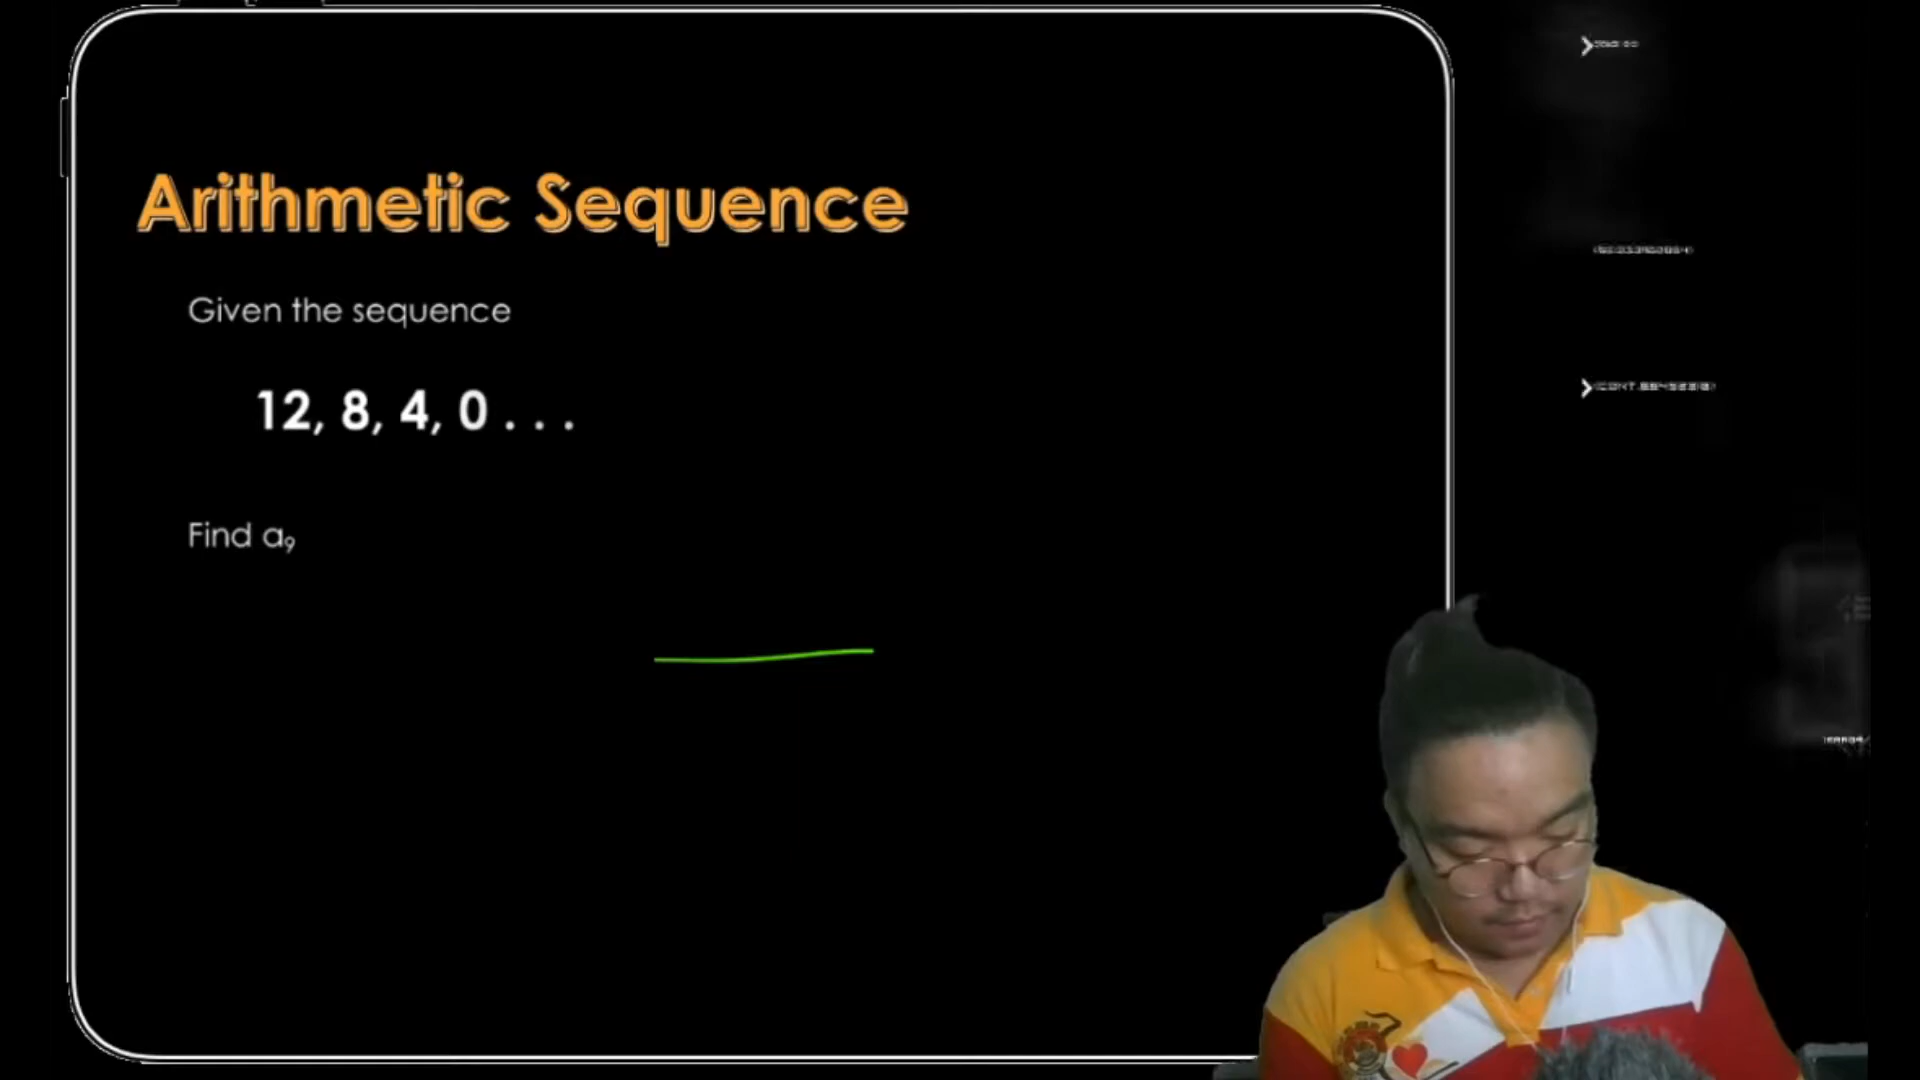 Arithmetic Sequence
Given the sequence
12, 8, 4, 0 . . .
Find a₉